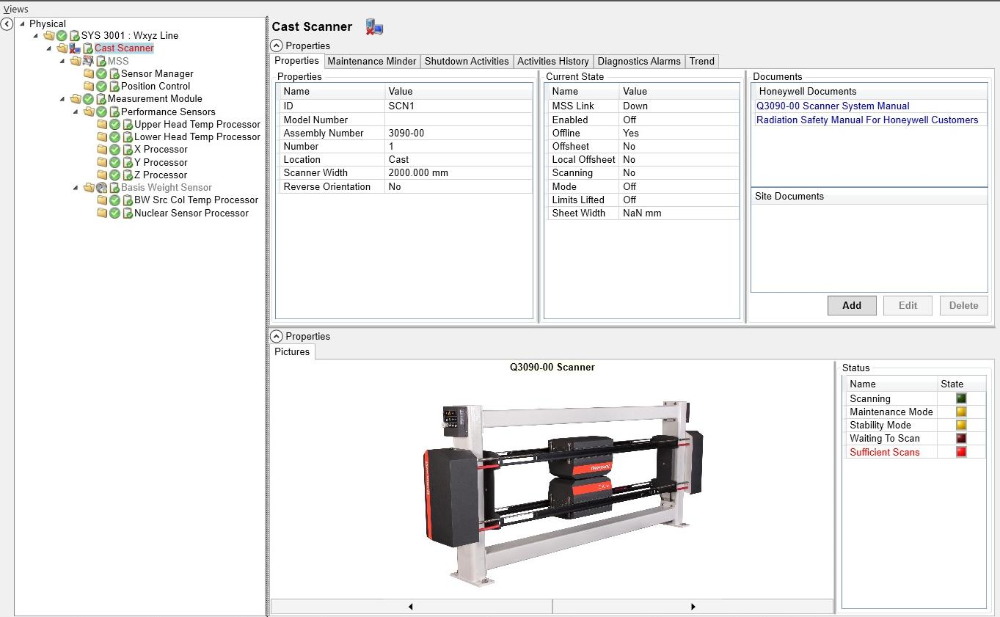 Views
Physical
SYS 3001 : Wxyz Line
Cast Scanner
MSS
Sensor Manager
Position Control
Measurement Module
Performance Sensors
Upper Head Temp Processor
Lower Head Temp Processor
X Processor
Y Processor
Z Processor
Basis Weight Sensor
BW Src Col Temp Processor
Nuclear Sensor Processor
Cast Scanner
Properties
Properties Maintenance Minder Shutdown Activities Activities History Diagnostics Alarms Trend
Properties
Name Value
ID SCN1
Model Number
Assembly Number 3090-00
Number 1
Location Cast
Scanner Width 2000.000 mm
Reverse Orientation No
Current State
Name Value
MSS Link Down
Enabled Off
Offline Yes
Offsheet No
Local Offsheet No
Scanning No
Mode Off
Limits Lifted Off
Sheet Width NaN mm
Documents
Honeywell Documents
Q3090-00 Scanner System Manual
Radiation Safety Manual For Honeywell Customers
Site Documents
Add Edit Delete
Properties
Pictures
Q3090-00 Scanner
Honeywell
Status
Name State
Scanning
Maintenance Mode
Stability Mode
Waiting To Scan
Sufficient Scans